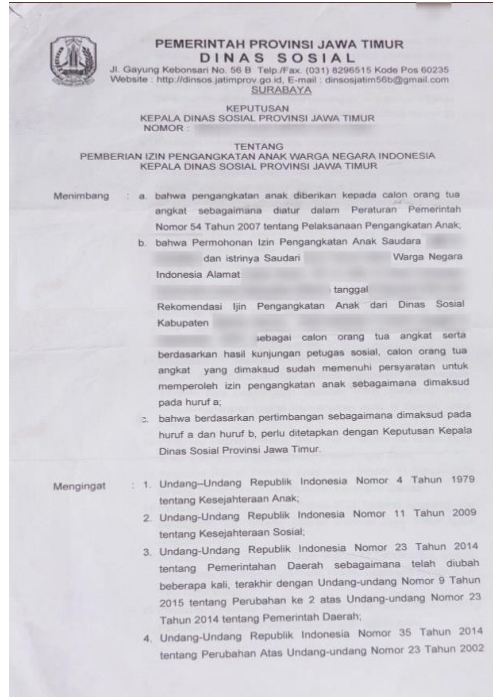 PEMERINTAH PROVINSI JAWA TIMUR
DINAS SOSIAL
Jl. Gayung Kebonsari No. 56 B Telp./Fax. (031) 8296515 Kode Pos 60235
Website : http://dinsos.jatimprov.go.id, E-mail : dinsosjatim56b@gmail.com
SURABAYA
KEPUTUSAN
KEPALA DINAS SOSIAL PROVINSI JAWA TIMUR
NOMOR :
TENTANG
PEMBERIAN IZIN PENGANGKATAN ANAK WARGA NEGARA INDONESIA
KEPALA DINAS SOSIAL PROVINSI JAWA TIMUR
Menimbang : a. bahwa pengangkatan anak diberikan kepada calon orang tua
angkat sebagaimana diatur dalam Peraturan Pemerintah
Nomor 54 Tahun 2007 tentang Pelaksanaan Pengangkatan Anak;
b. bahwa Permohonan Izin Pengangkatan Anak Saudara
dan istrinya Saudari Warga Negara
Indonesia Alamat
tanggal
Rekomendasi Ijin Pengangkatan Anak dari Dinas Sosial
Kabupaten
sebagai calon orang tua angkat serta
berdasarkan hasil kunjungan petugas sosial, calon orang tua
angkat yang dimaksud sudah memenuhi persyaratan untuk
memperoleh izin pengangkatan anak sebagaimana dimaksud
pada huruf a;
c. bahwa berdasarkan pertimbangan sebagaimana dimaksud pada
huruf a dan huruf b, perlu ditetapkan dengan Keputusan Kepala
Dinas Sosial Provinsi Jawa Timur.
Mengingat : 1. Undang–Undang Republik Indonesia Nomor 4 Tahun 1979
tentang Kesejahteraan Anak;
2. Undang-Undang Republik Indonesia Nomor 11 Tahun 2009
tentang Kesejahteraan Sosial;
3. Undang-Undang Republik Indonesia Nomor 23 Tahun 2014
tentang Pemerintahan Daerah sebagaimana telah diubah
beberapa kali, terakhir dengan Undang-undang Nomor 9 Tahun
2015 tentang Perubahan ke 2 atas Undang-undang Nomor 23
Tahun 2014 tentang Pemerintah Daerah;
4. Undang-Undang Republik Indonesia Nomor 35 Tahun 2014
tentang Perubahan Atas Undang-undang Nomor 23 Tahun 2002